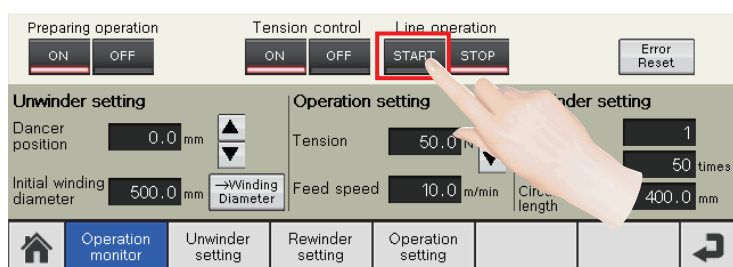 Preparing operation
Tension control
Line operation
ON
OFF
ON
OFF
START
STOP
Error
Reset
Unwinder setting
Dancer
position
0.0 mm
Initial winding
diameter
500.0 mm
→Winding
Diameter
Operation setting
Tension
50.0 N
Feed speed
10.0 m/min
der setting
1
50 times
length
400.0 mm
Operation
monitor
Unwinder
setting
Rewinder
setting
Operation
setting